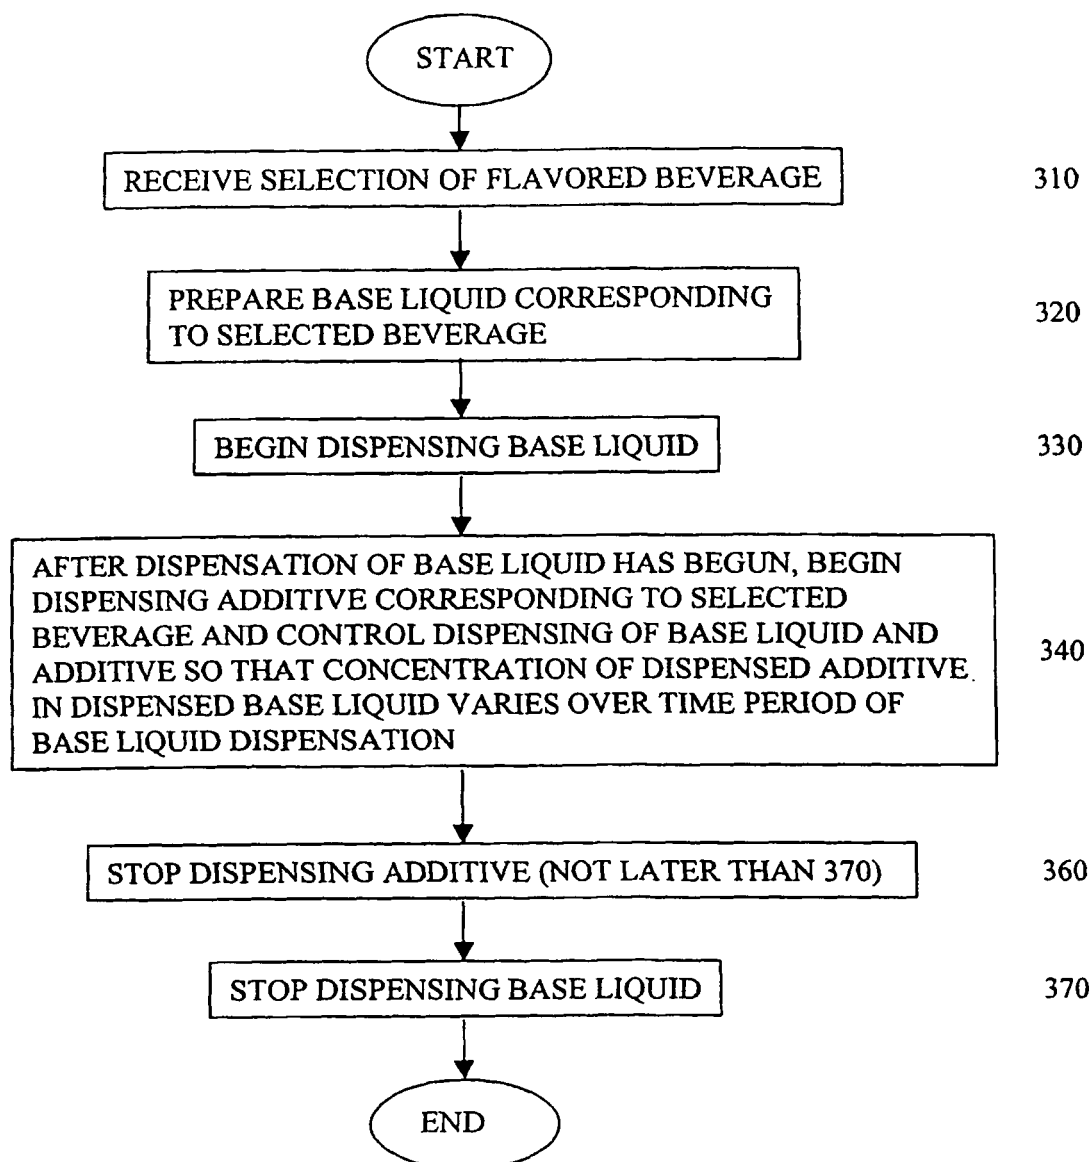 START
RECEIVE SELECTION OF FLAVORED BEVERAGE
310
PREPARE BASE LIQUID CORRESPONDING
TO SELECTED BEVERAGE
320
BEGIN DISPENSING BASE LIQUID
330
AFTER DISPENSATION OF BASE LIQUID HAS BEGUN, BEGIN
DISPENSING ADDITIVE CORRESPONDING TO SELECTED
BEVERAGE AND CONTROL DISPENSING OF BASE LIQUID AND
ADDITIVE SO THAT CONCENTRATION OF DISPENSED ADDITIVE
IN DISPENSED BASE LIQUID VARIES OVER TIME PERIOD OF
BASE LIQUID DISPENSATION
340
STOP DISPENSING ADDITIVE (NOT LATER THAN 370)
360
STOP DISPENSING BASE LIQUID
370
END